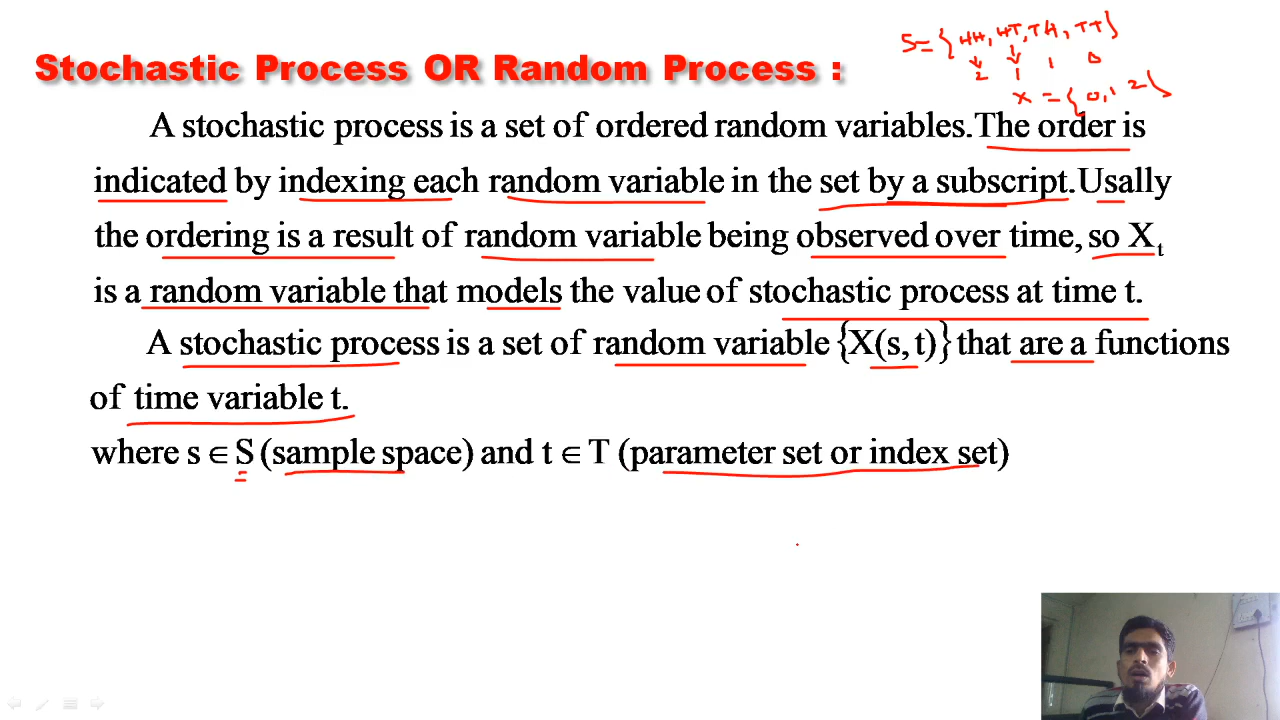 S={HH, HT, TH, TT}
2 1 1 0
X = {0, 1, 2}
Stochastic Process OR Random Process :
A stochastic process is a set of ordered random variables.The order is
indicated by indexing each random variable in the set by a subscript.Usally
the ordering is a result of random variable being observed over time, so Xt
is a random variable that models the value of stochastic process at time t.
A stochastic process is a set of random variable {X(s, t)} that are a functions
of time variable t.
where s ∈ S (sample space) and t ∈ T (parameter set or index set)